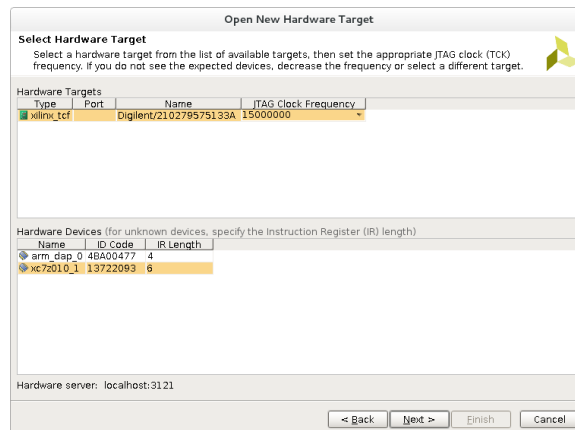 Open New Hardware Target
Select Hardware Target
Select a hardware target from the list of available targets, then set the appropriate JTAG clock (TCK)
frequency. If you do not see the expected devices, decrease the frequency or select a different target.
Hardware Targets
Type Port Name JTAG Clock Frequency
xilinx_tcf Digilent/210279575133A 15000000
Hardware Devices (for unknown devices, specify the Instruction Register (IR) length)
Name ID Code IR Length
arm_dap_0 4BA00477 4
xc7z010_1 13722093 6
Hardware server: localhost:3121
< Back Next > Finish Cancel